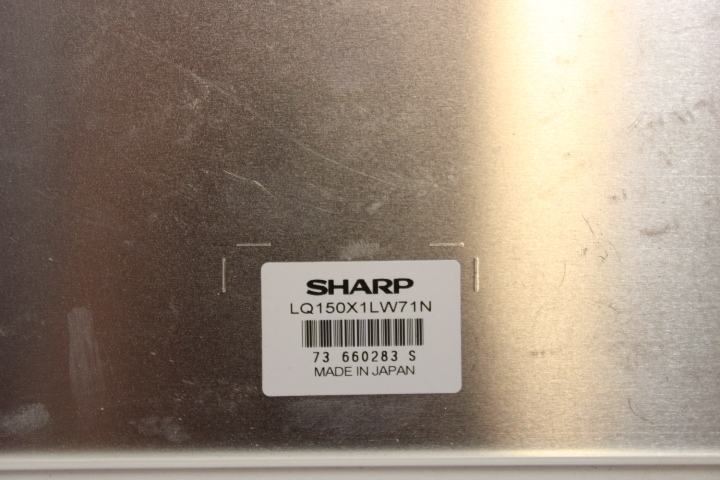 SHARP
LQ150X1LW71N
73 660283 S
MADE IN JAPAN